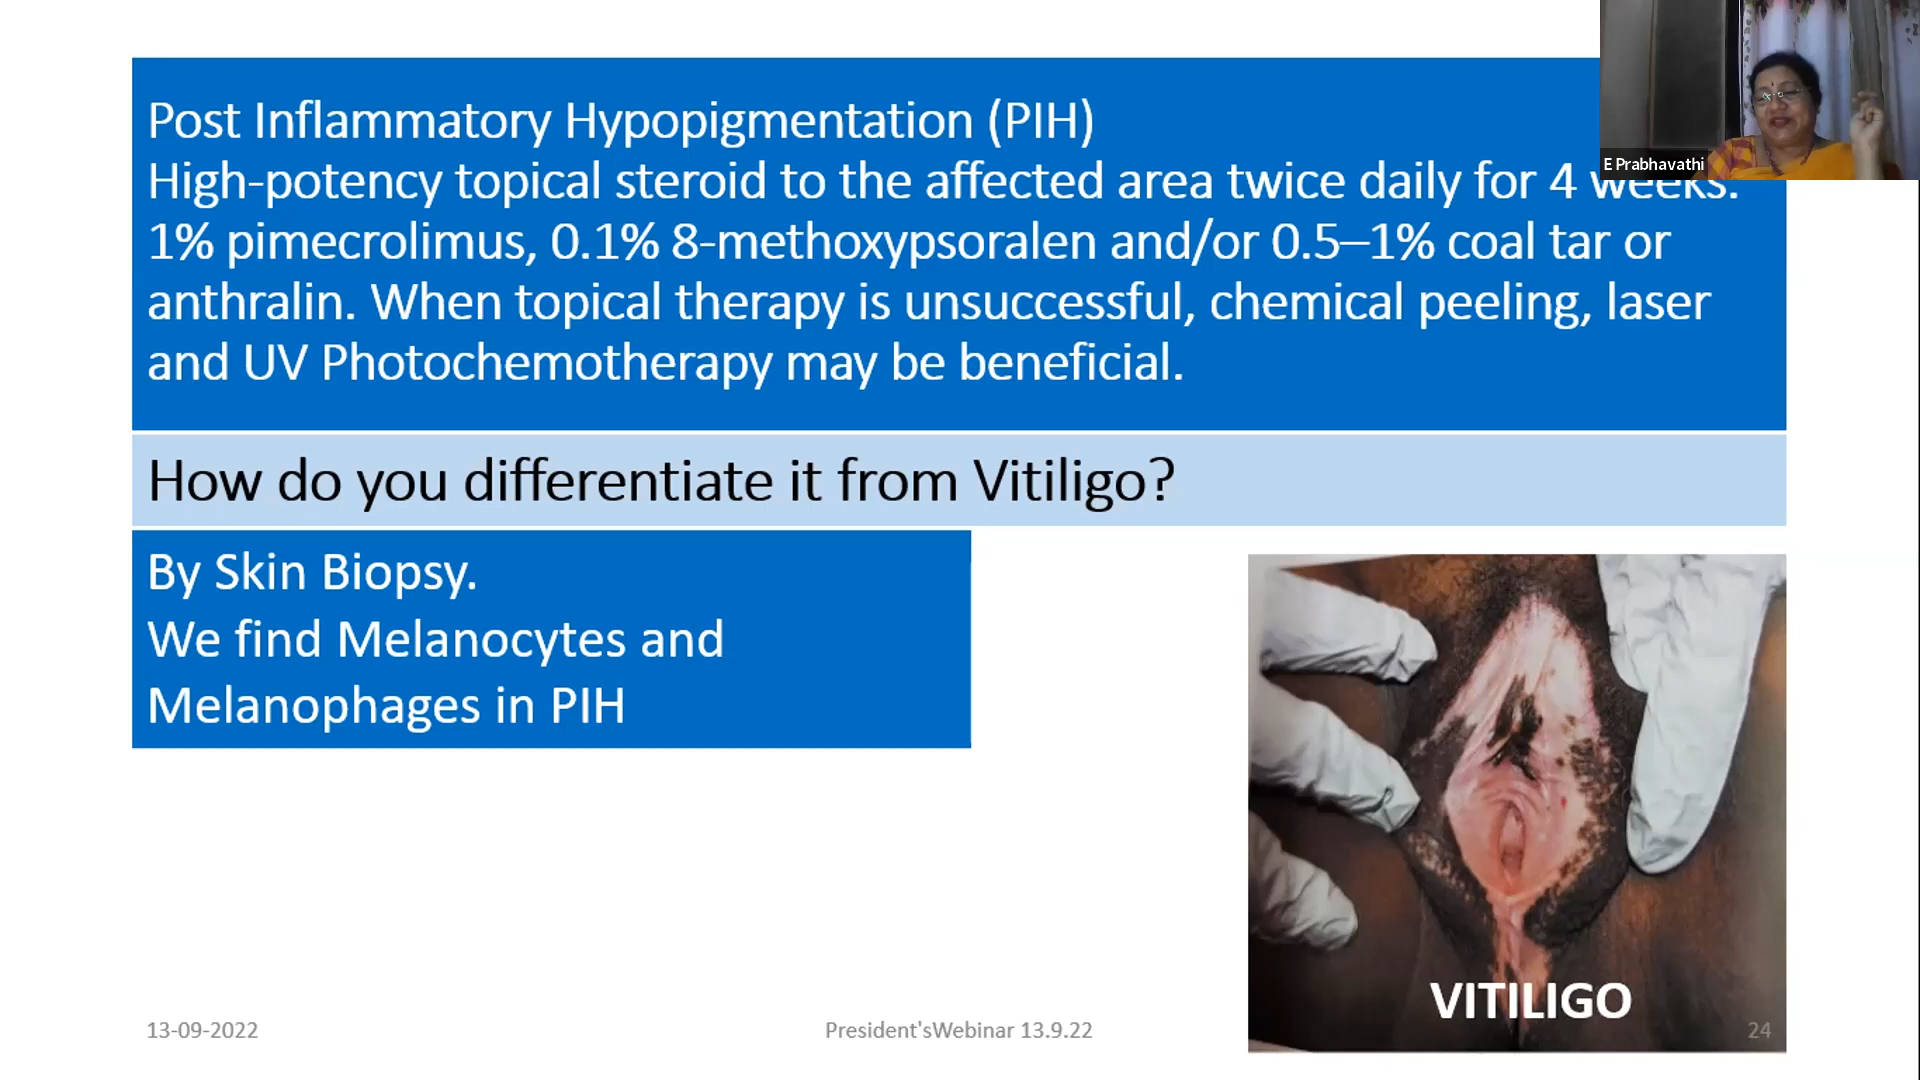 Post Inflammatory Hypopigmentation (PIH)
High-potency topical steroid to the affected area twice daily for 4 weeks.
1% pimecrolimus, 0.1% 8-methoxypsoralen and/or 0.5–1% coal tar or
anthralin. When topical therapy is unsuccessful, chemical peeling, laser
and UV Photochemotherapy may be beneficial.
E Prabhavathi
How do you differentiate it from Vitiligo?
By Skin Biopsy.
We find Melanocytes and
Melanophages in PIH
VITILIGO
13-09-2022
President'sWebinar 13.9.22
24